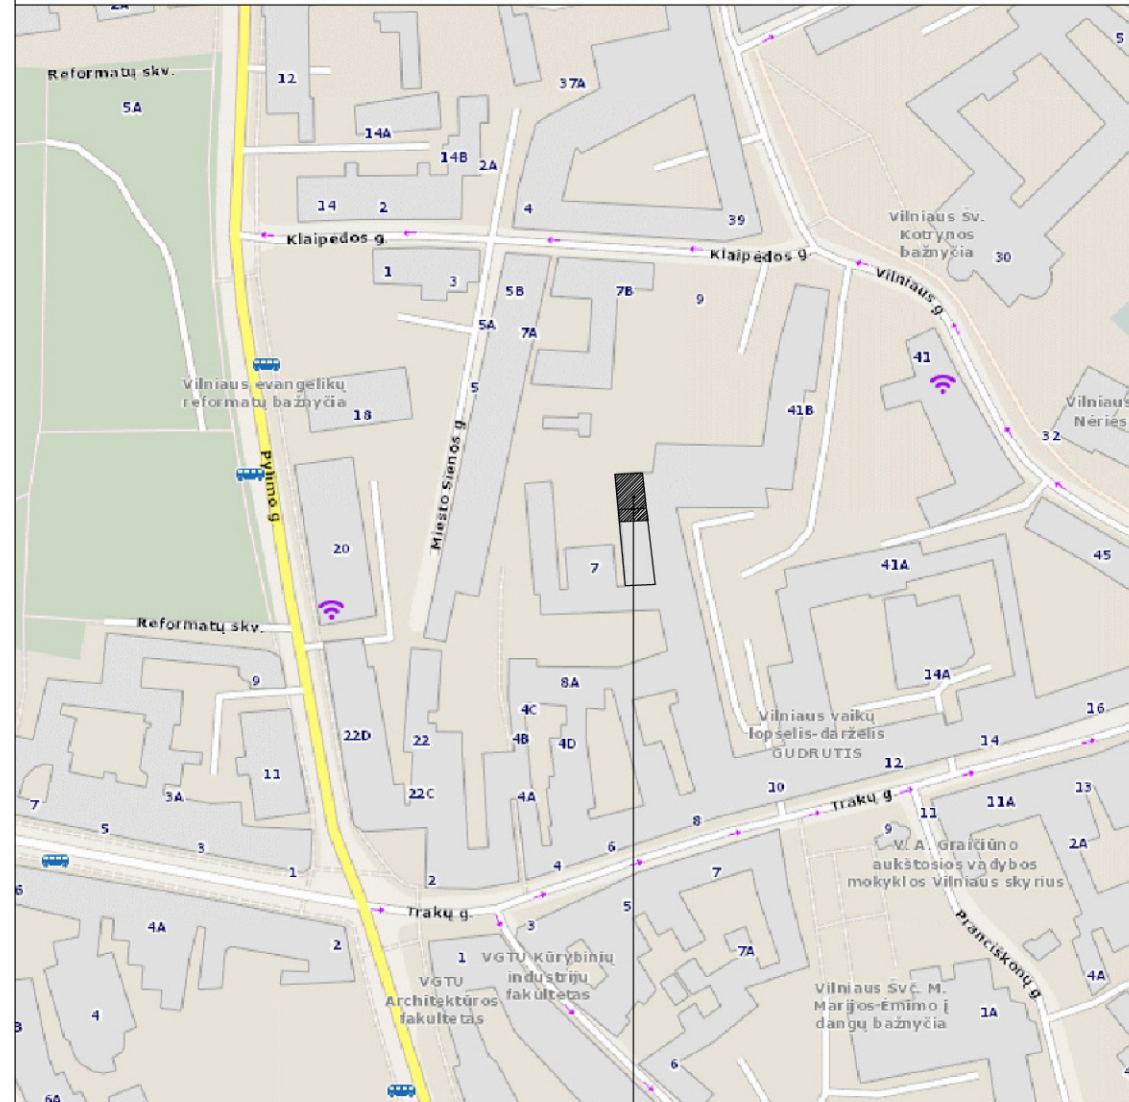 2A
5
Reformatų skv.
12
37A
5A
14A
14B
2A
14
2
4
39
Vilniaus Šv.
Kotrynos
bažnyčia
Klaipėdos g.
Klaipėdos g.
30
1
3
5B
7B
9
Vilniaus g.
5A
7A
41
Vilniaus evangelikų
reformatų bažnyčia
5
18
41B
Vilniaus
Nėriės
32
Pylimo g.
Miesto Sienos g.
20
7
41A
45
Reformatų skv.
9
8A
14A
4C
16
Vilniaus vaikų
lopšelis-darželis
GUDRUTIS
22D
22
4B
4D
14
12
11
10
3A
22C
4A
Trakų g.
11A
13
7
8
11
5
3
6
9
2A
V. A. Graičiūno
aukštosios vadybos
mokyklos Vilniaus skyrius
1
2
4
7
6
Trakų g.
5
4A
2
3
Pranciškonų g.
1
VGTU Kūrybinių
industrijų
fakultetas
7A
VGTU
Architektūros
fakultetas
4A
Vilniaus Švč. M.
Marijos-Ėmimo į
dangų bažnyčia
4
3
1A
6
4
6A